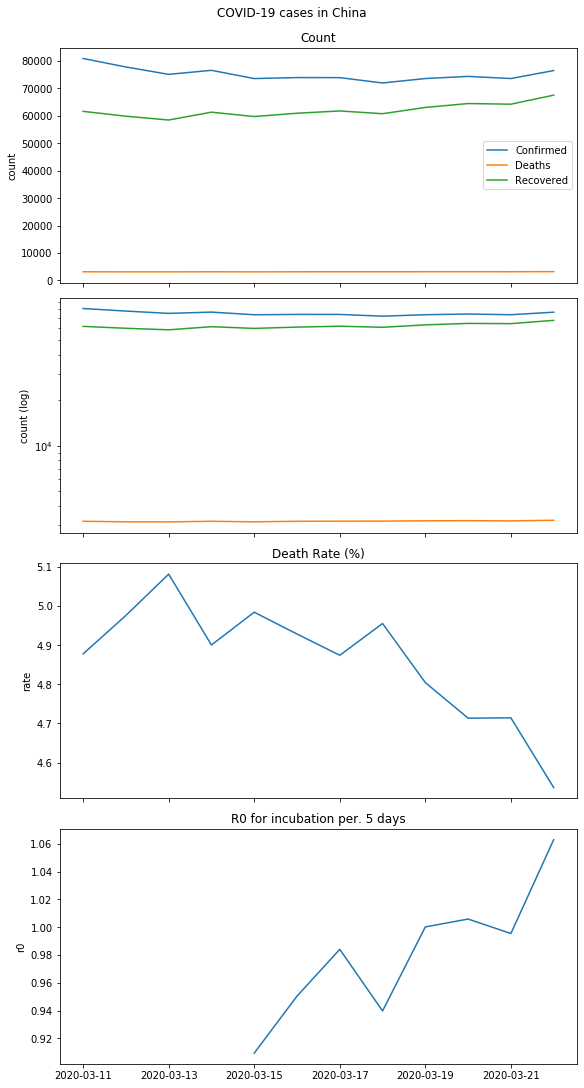 COVID-19 cases in China
Count
80000
70000
60000
50000
40000
30000
20000
10000
0
count
Confirmed
Deaths
Recovered
10⁴
count (log)
Death Rate (%)
5.1
5.0
4.9
4.8
4.7
4.6
rate
R0 for incubation per. 5 days
1.06
1.04
1.02
1.00
0.98
0.96
0.94
0.92
r0
2020-03-11 2020-03-13 2020-03-15 2020-03-17 2020-03-19 2020-03-21